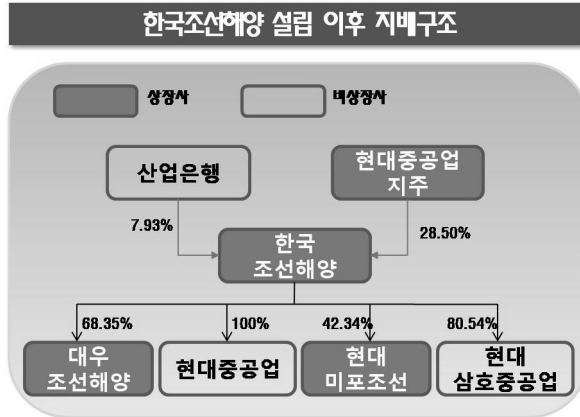 한국조선해양 설립 이후 지배구조
상장사
비상장사
산업은행
현대중공업
지주
7.93%
28.50%
한국
조선해양
68.35%
100%
42.34%
80.54%
대우
조선해양
현대중공업
현대
미포조선
현대
삼호중공업